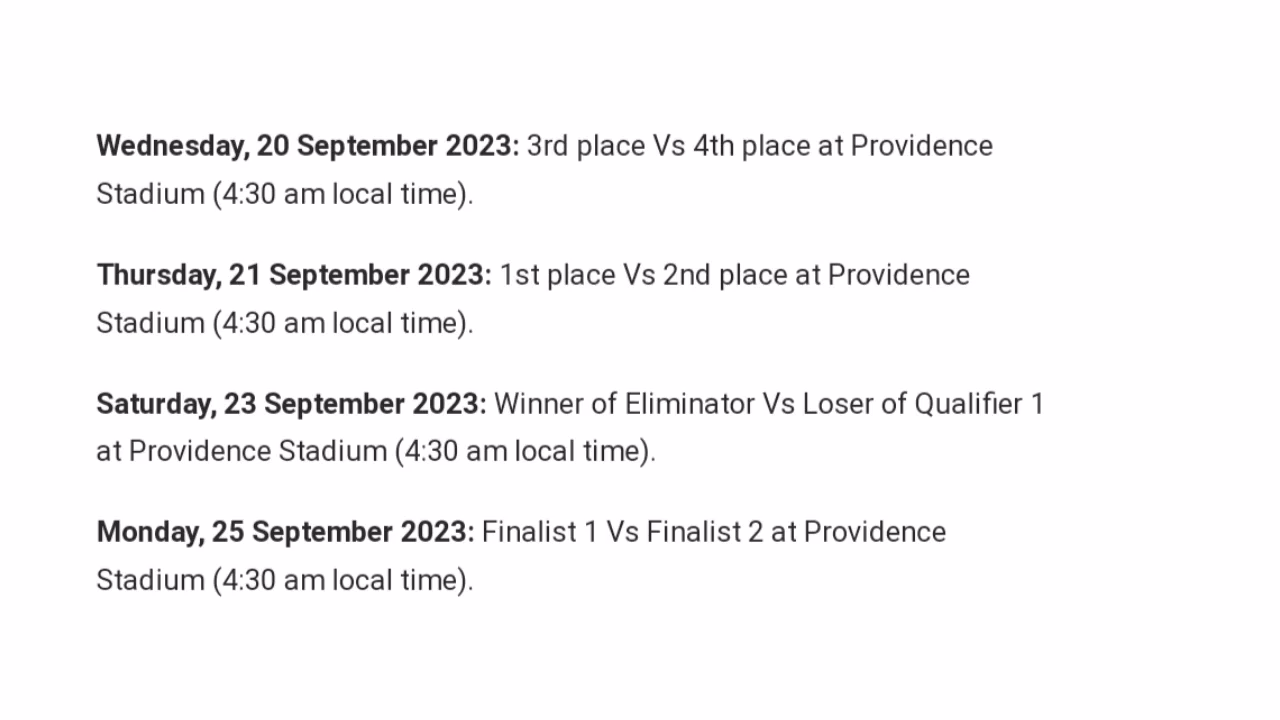 Wednesday, 20 September 2023: 3rd place Vs 4th place at Providence
Stadium (4:30 am local time).
Thursday, 21 September 2023: 1st place Vs 2nd place at Providence
Stadium (4:30 am local time).
Saturday, 23 September 2023: Winner of Eliminator Vs Loser of Qualifier 1
at Providence Stadium (4:30 am local time).
Monday, 25 September 2023: Finalist 1 Vs Finalist 2 at Providence
Stadium (4:30 am local time).